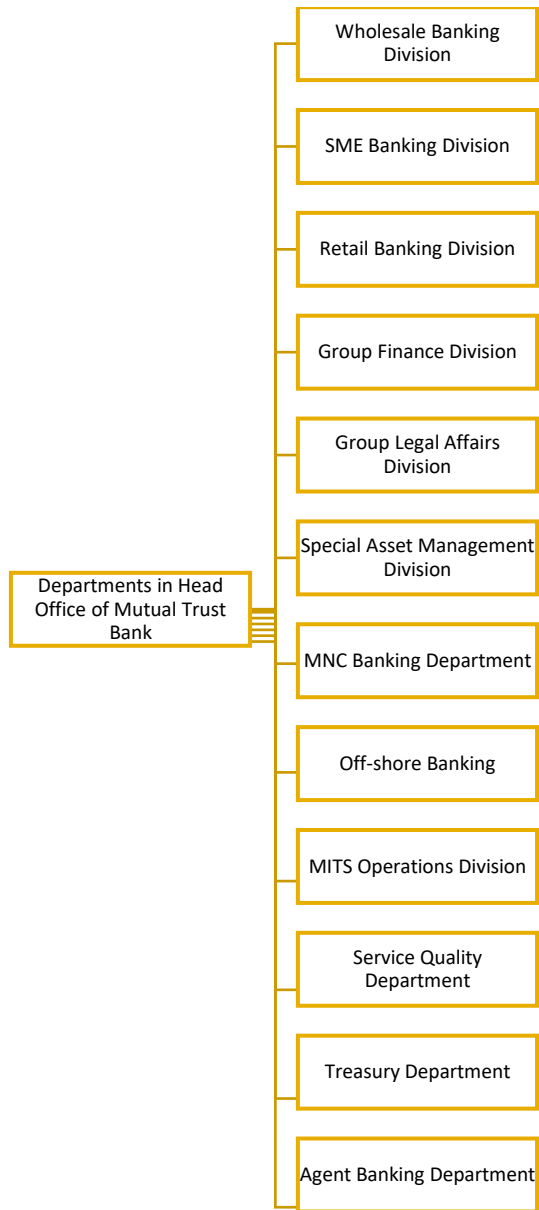 Wholesale Banking
Division
SME Banking Division
Retail Banking Division
Group Finance Division
Group Legal Affairs
Division
Special Asset Management
Division
Departments in Head
Office of Mutual Trust
Bank
MNC Banking Department
Off-shore Banking
MITS Operations Division
Service Quality
Department
Treasury Department
Agent Banking Department